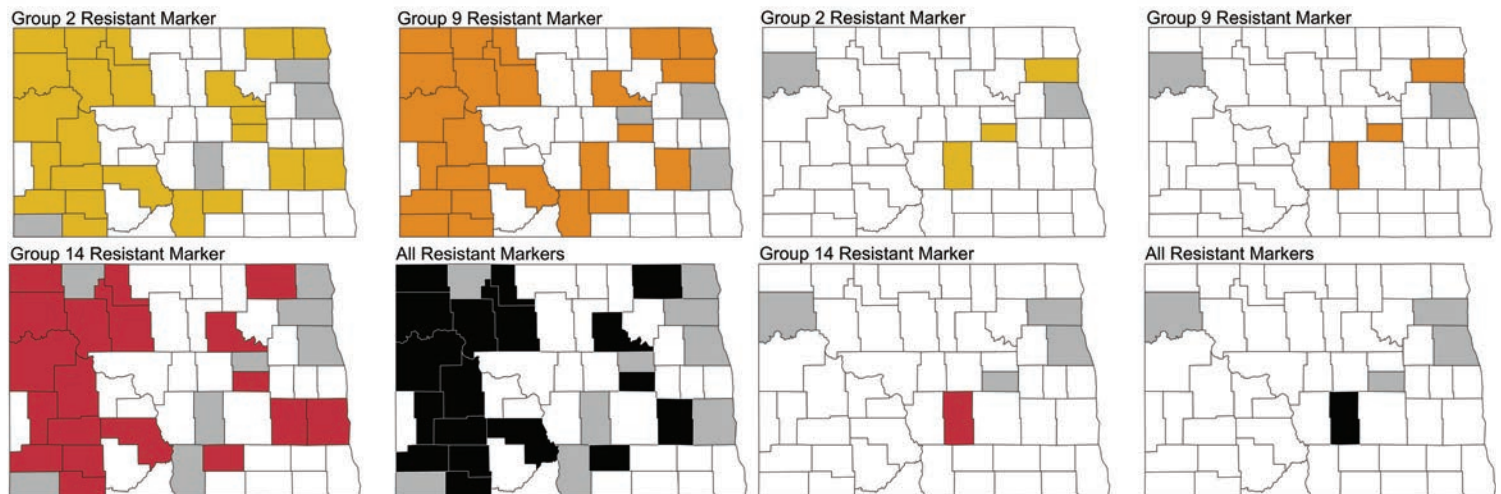 Group 2 Resistant Marker
Group 9 Resistant Marker
Group 2 Resistant Marker
Group 9 Resistant Marker
Group 14 Resistant Marker
All Resistant Markers
Group 14 Resistant Marker
All Resistant Markers